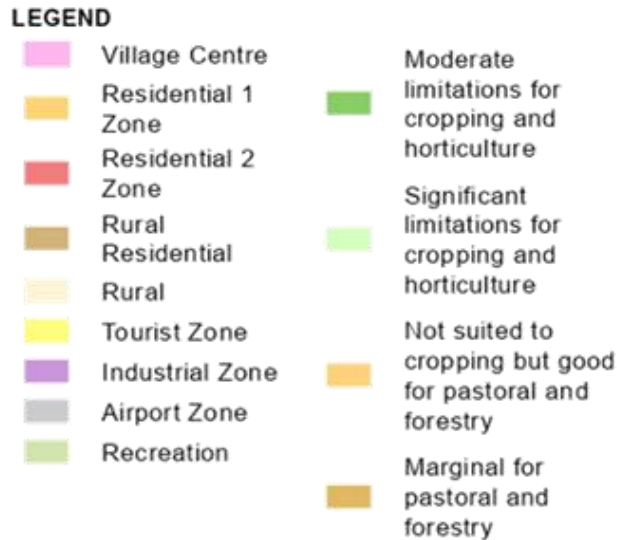 LEGEND
Village Centre
Residential 1
Zone
Residential 2
Zone
Rural
Residential
Rural
Tourist Zone
Industrial Zone
Airport Zone
Recreation
Moderate
limitations for
cropping and
horticulture
Significant
limitations for
cropping and
horticulture
Not suited to
cropping but good
for pastoral and
forestry
Marginal for
pastoral and
forestry